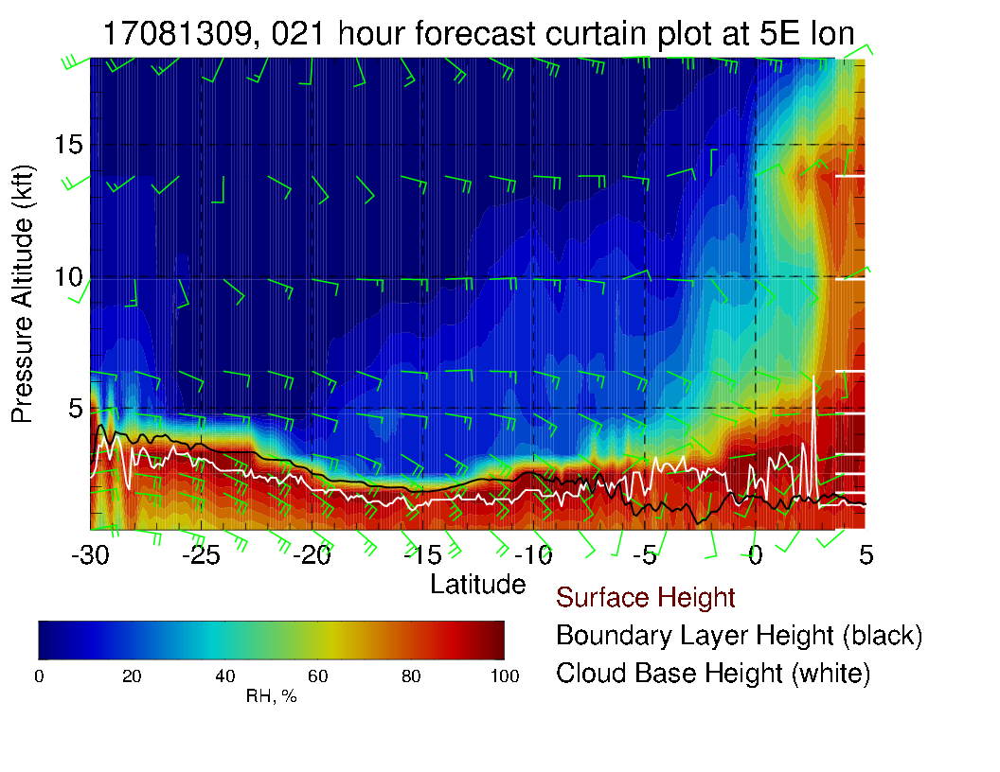 17081309, 021 hour forecast curtain plot at 5E lon
Pressure Altitude (kft)
15
10
5
-30 -25 -20 -15 -10 -5 0 5
Latitude
Surface Height
Boundary Layer Height (black)
Cloud Base Height (white)
0 20 40 60 80 100
RH, %